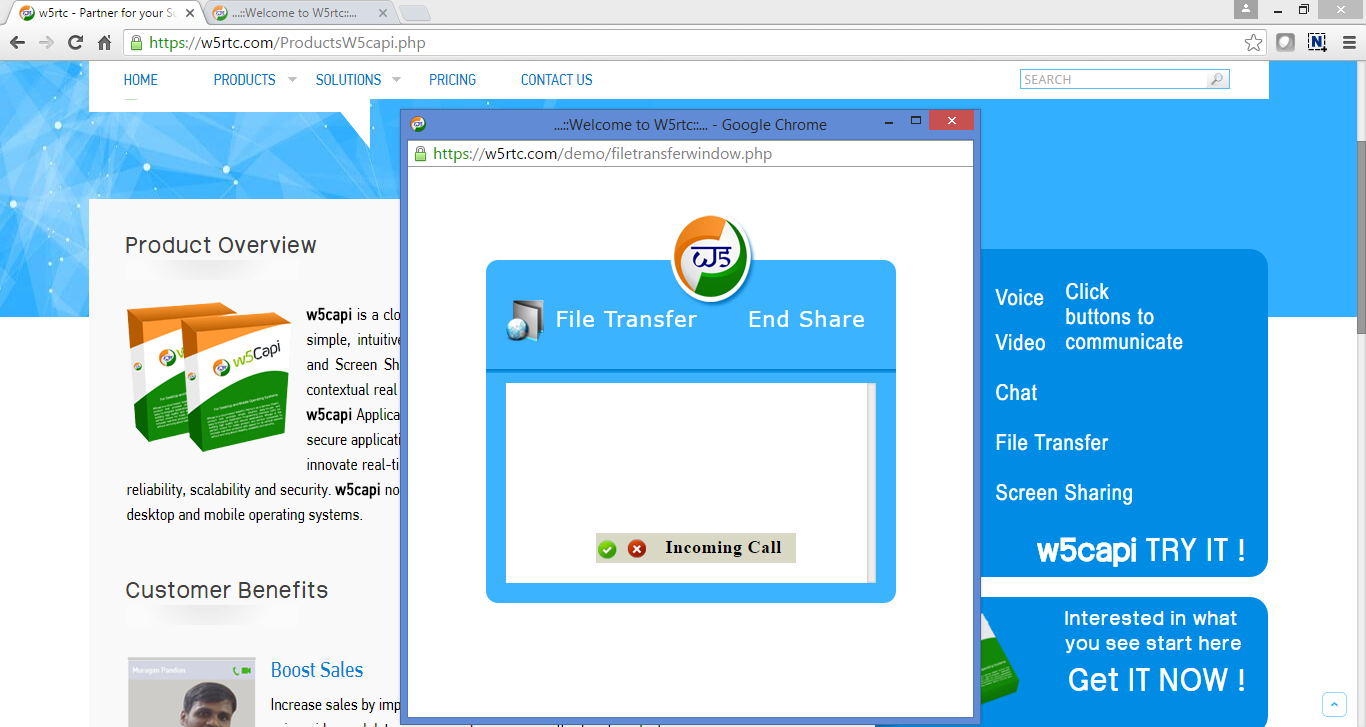 w5rtc - Partner for your Su
...::Welcome to W5rtc::...
https://w5rtc.com/ProductsW5capi.php
HOME
PRODUCTS
SOLUTIONS
PRICING
CONTACT US
SEARCH
...::Welcome to W5rtc::... - Google Chrome
https://w5rtc.com/demo/filetransferwindow.php
File Transfer
End Share
Incoming Call
Product Overview
w5Capi
w5capi is a clo
simple, intuitive
and Screen Sh
contextual real
w5capi Applica
secure applicati
innovate real-ti
reliability, scalability and security. w5capi no
desktop and mobile operating systems.
Customer Benefits
Murugan Pandian
Boost Sales
Increase sales by imp
Voice
Video
Chat
File Transfer
Screen Sharing
Click
buttons to
communicate
w5capi TRY IT !
Interested in what
you see start here
Get IT NOW !